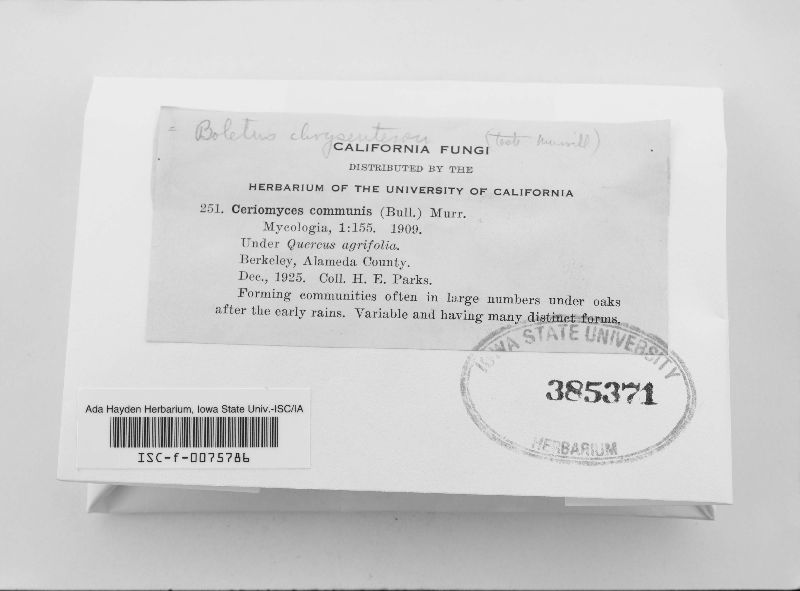 = Boletus chrysenteron (teste Murrill)
CALIFORNIA FUNGI
DISTRIBUTED BY THE
HERBARIUM OF THE UNIVERSITY OF CALIFORNIA
251. Ceriomyces communis (Bull.) Murr.
Mycologia, 1:155. 1909.
Under Quercus agrifolia.
Berkeley, Alameda County.
Dec., 1925. Coll. H. E. Parks.
Forming communities often in large numbers under oaks
after the early rains. Variable and having many distinct forms.
IOWA STATE UNIVERSITY
385371
HERBARIUM
Ada Hayden Herbarium, Iowa State Univ.-ISC/IA
ISC-f-0075786